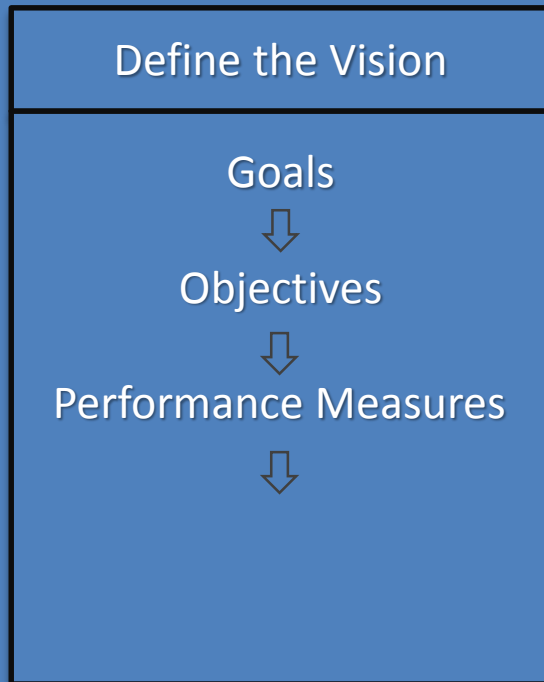 Define the Vision
Goals
Objectives
Performance Measures